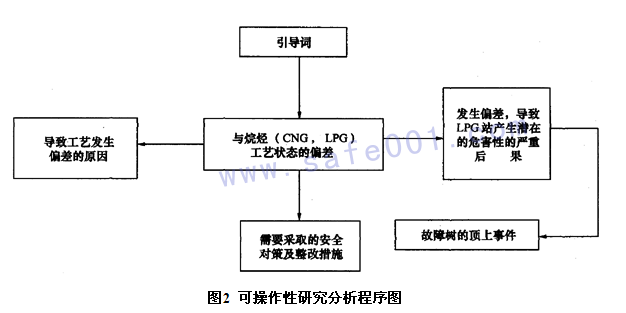 引导词
导致工艺发生
偏差的原因
与烷烃(CNG,LPG)
工艺状态的偏差
发生偏差,导致
LPG站产生潜在
的危害性的严重
后果
需要采取的安全
对策及整改措施
故障树的顶上事件
www.safe001.com
图2 可操作性研究分析程序图